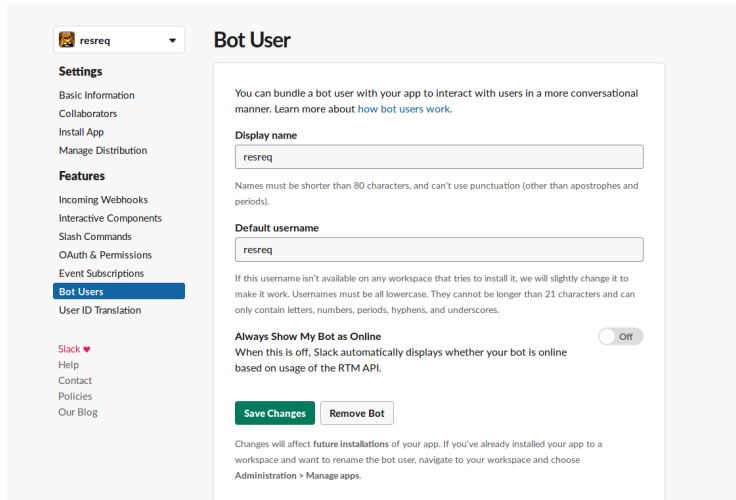 resreq
Settings
Basic Information
Collaborators
Install App
Manage Distribution
Features
Incoming Webhooks
Interactive Components
Slash Commands
OAuth & Permissions
Event Subscriptions
Bot Users
User ID Translation
Slack ♥
Help
Contact
Policies
Our Blog
Bot User
You can bundle a bot user with your app to interact with users in a more conversational
manner. Learn more about how bot users work.
Display name
resreq
Names must be shorter than 80 characters, and can't use punctuation (other than apostrophes and
periods).
Default username
resreq
If this username isn't available on any workspace that tries to install it, we will slightly change it to
make it work. Usernames must be all lowercase. They cannot be longer than 21 characters and can
only contain letters, numbers, periods, hyphens, and underscores.
Always Show My Bot as Online
Off
When this is off, Slack automatically displays whether your bot is online
based on usage of the RTM API.
Save Changes
Remove Bot
Changes will affect future installations of your app. If you've already installed your app to a
workspace and want to rename the bot user, navigate to your workspace and choose
Administration > Manage apps.